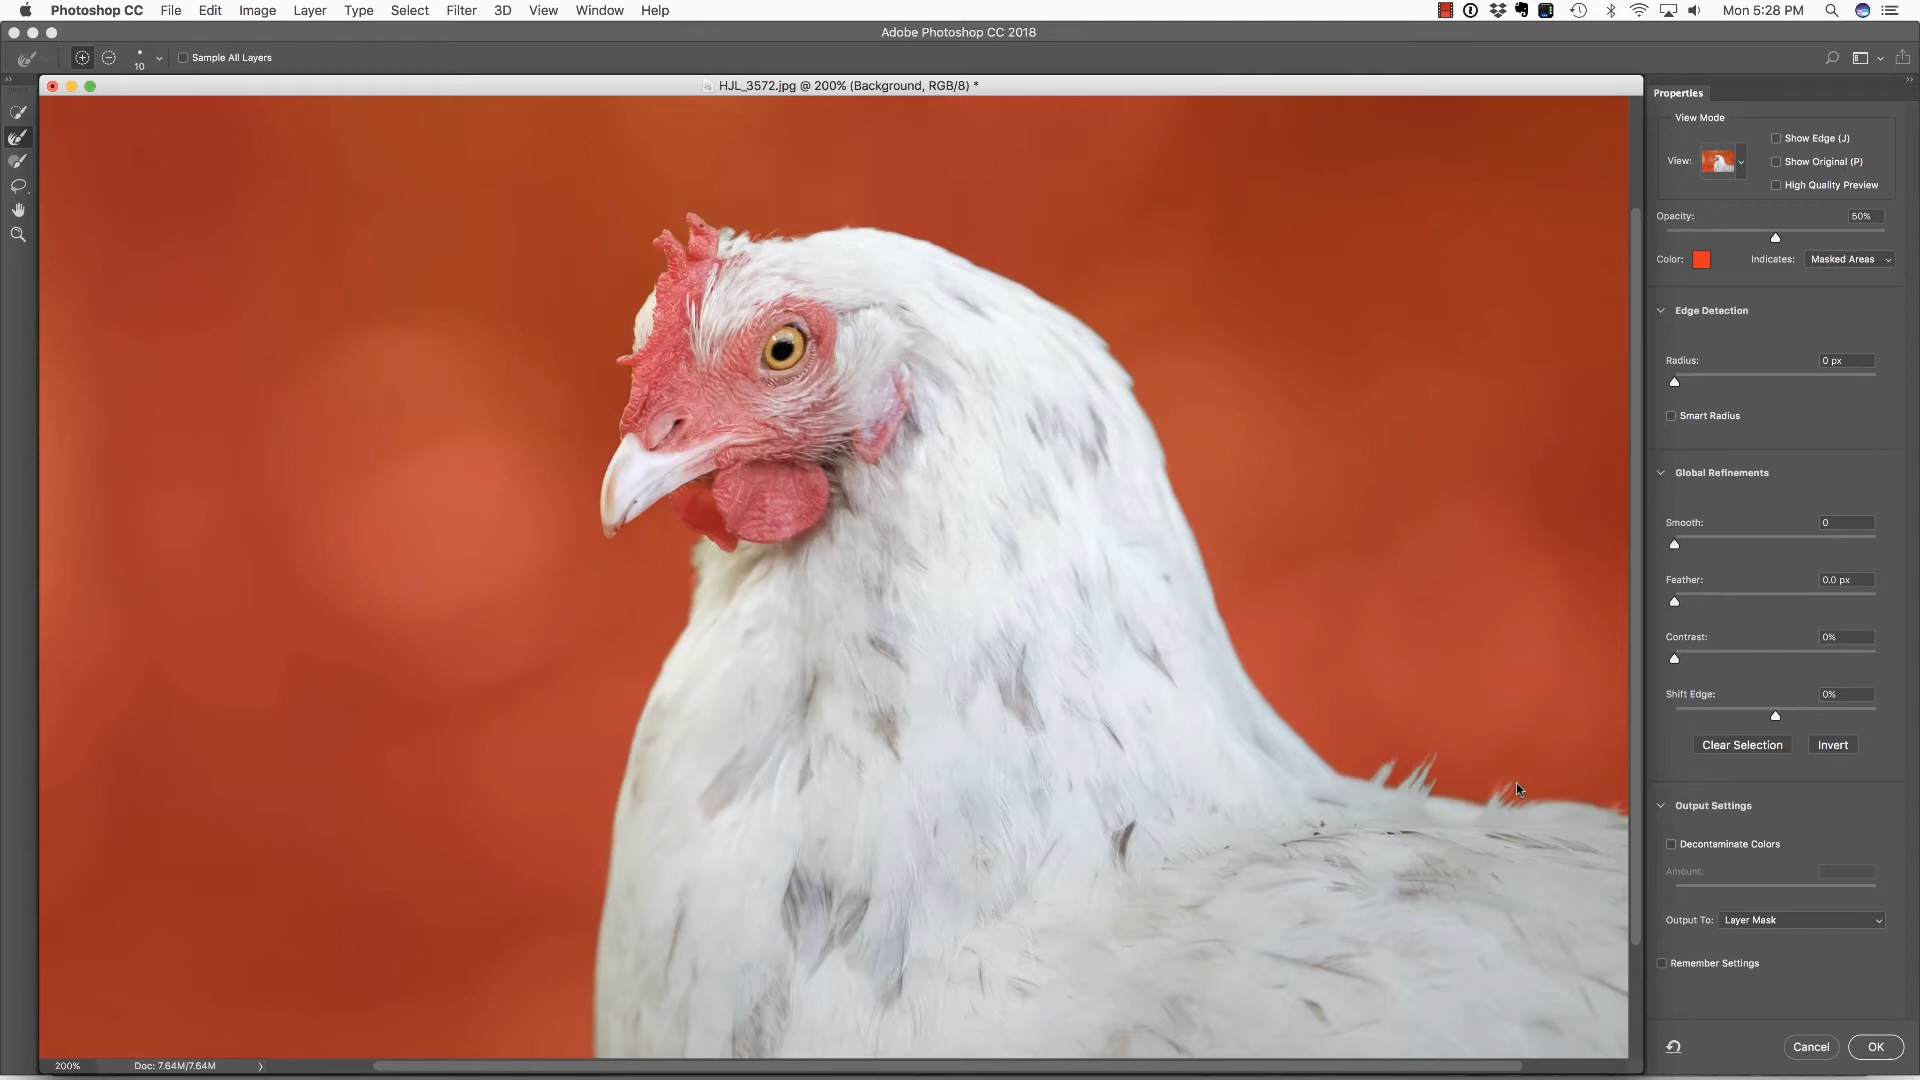 Photoshop CC File Edit Image Layer Type Select Filter 3D View Window Help Mon 5:28 PM
Adobe Photoshop CC 2018
10 Sample All Layers
HJL_3572.jpg @ 200% (Background, RGB/8) *
Properties
View Mode
Show Edge (J)
View:
Show Original (P)
High Quality Preview
Opacity: 50%
Color: Indicates: Masked Areas
Edge Detection
Radius: 0 px
Smart Radius
Global Refinements
Smooth: 0
Feather: 0.0 px
Contrast: 0%
Shift Edge: 0%
Clear Selection Invert
Output Settings
Decontaminate Colors
Amount:
Output To: Layer Mask
Remember Settings
Cancel OK
200% Doc: 7.64M/7.64M